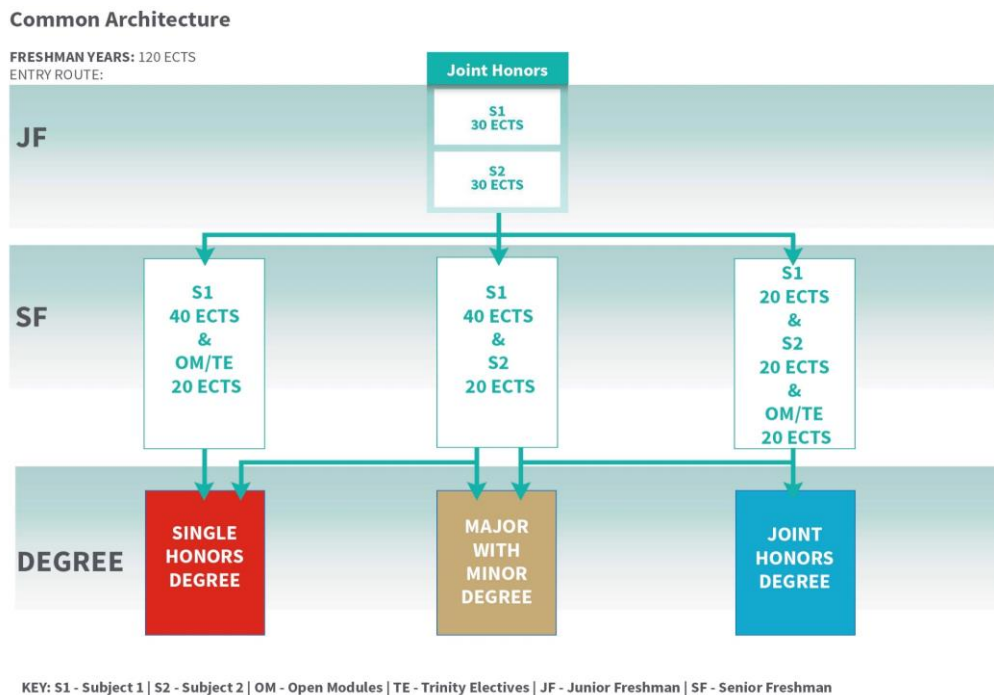 Common Architecture
FRESHMAN YEARS: 120 ECTS
ENTRY ROUTE:
Joint Honors
S1
30 ECTS
JF
S2
30 ECTS
SF
S1
40 ECTS
&
OM/TE
20 ECTS
S1
40 ECTS
&
S2
20 ECTS
S1
20 ECTS
&
S2
20 ECTS
&
OM/TE
20 ECTS
DEGREE
SINGLE
HONORS
DEGREE
MAJOR
WITH
MINOR
DEGREE
JOINT
HONORS
DEGREE
KEY: S1 - Subject 1 | S2 - Subject 2 | OM - Open Modules | TE - Trinity Electives | JF - Junior Freshman | SF - Senior Freshman